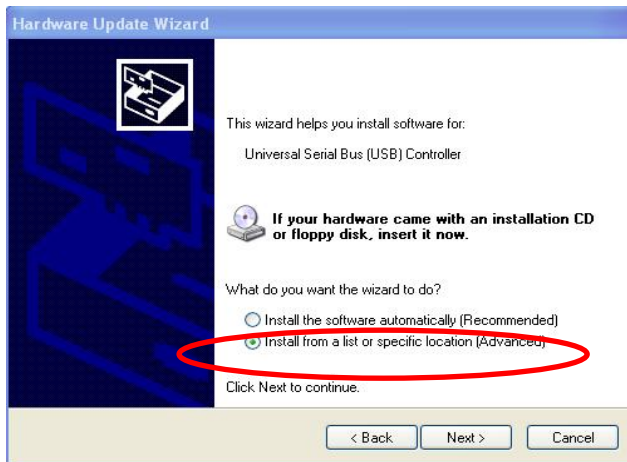 Hardware Update Wizard
This wizard helps you install software for:
Universal Serial Bus (USB) Controller
If your hardware came with an installation CD
or floppy disk, insert it now.
What do you want the wizard to do?
Install the software automatically (Recommended)
Install from a list or specific location (Advanced)
Click Next to continue.
< Back Next > Cancel